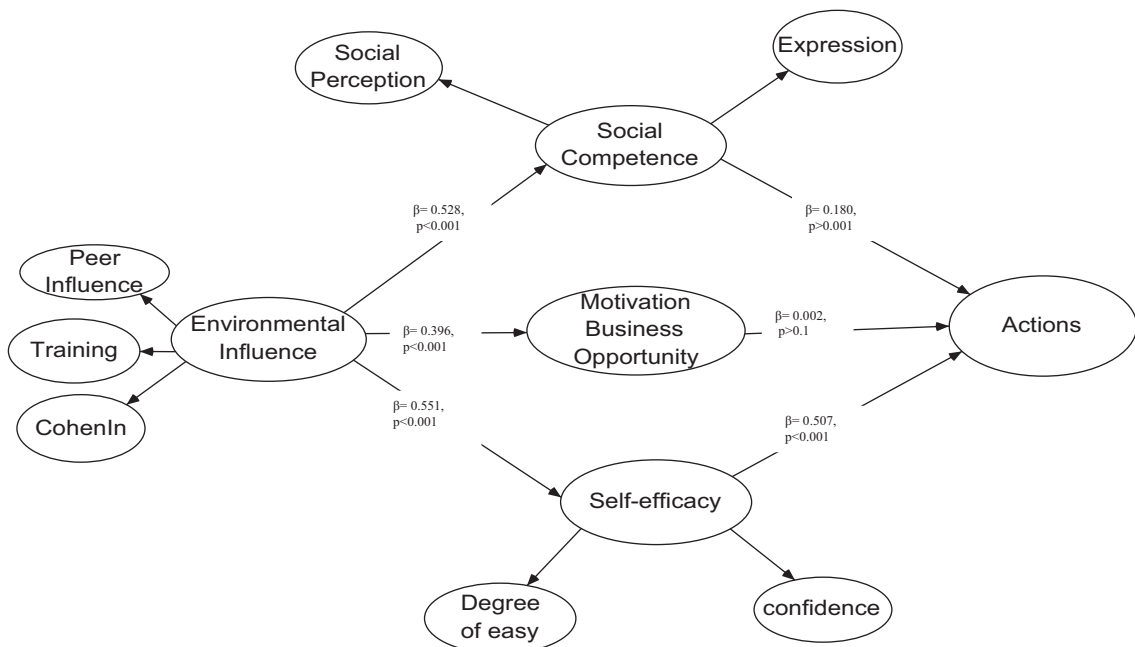 Social
Perception
Expression
Social
Competence
β= 0.528,
p<0.001
β= 0.180,
p>0.001
Peer
Influence
Training
CohenIn
Environmental
Influence
β= 0.396,
p<0.001
Motivation
Business
Opportunity
β= 0.002,
p>0.1
Actions
β= 0.551,
p<0.001
β= 0.507,
p<0.001
Self-efficacy
Degree
of easy
confidence